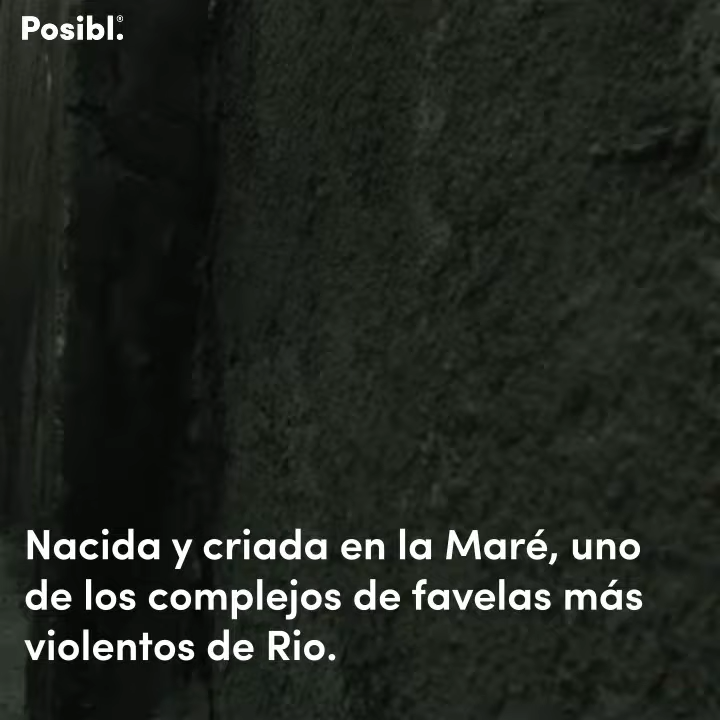 Posibl.®
Nacida y criada en la Maré, uno
de los complejos de favelas más
violentos de Rio.